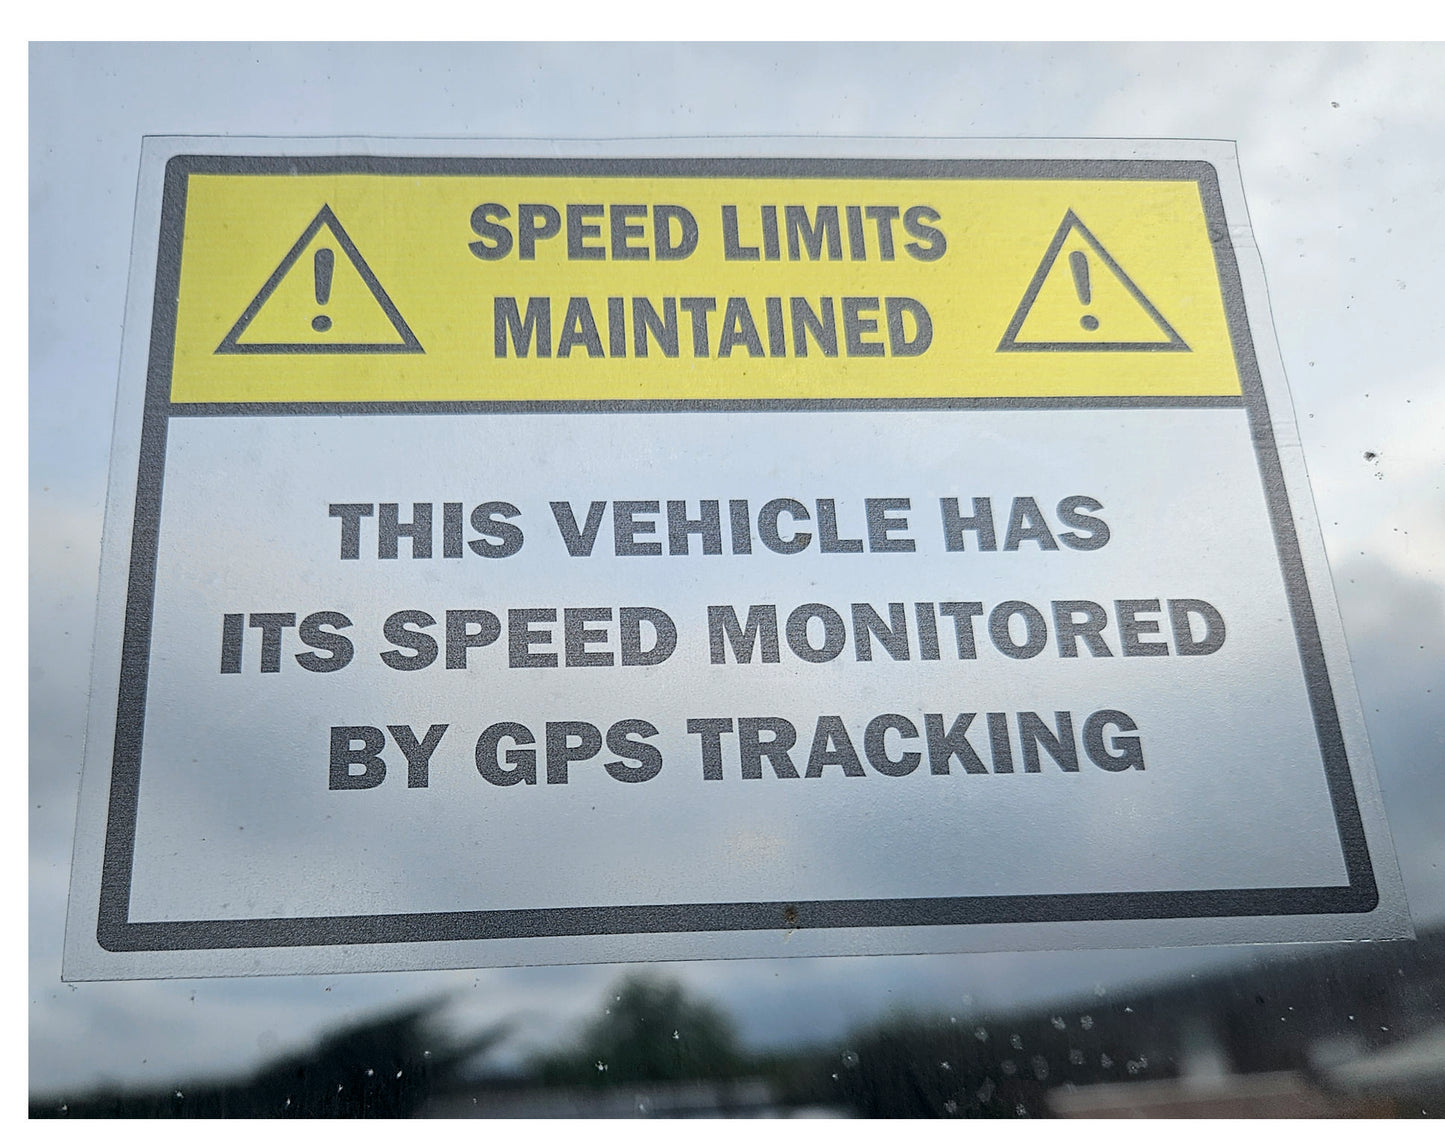 SPEED LIMITS
MAINTAINED
THIS VEHICLE HAS
ITS SPEED MONITORED
BY GPS TRACKING